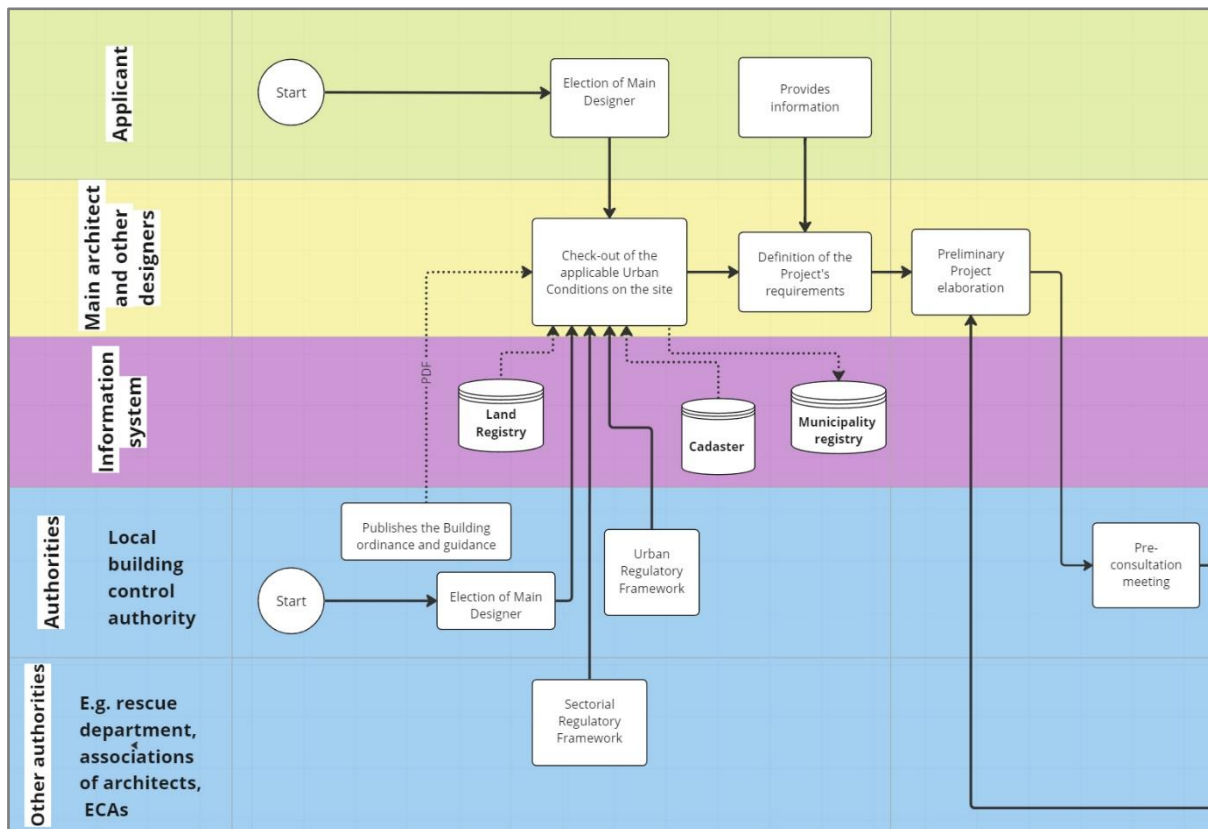 Applicant
Start
Election of Main
Designer
Provides
information
Main architect
and other
designers
Check-out of the
applicable Urban
Conditions on the site
Definition of the
Project's
requirements
Preliminary
Project
elaboration
Information
system
PDF
Land
Registry
Cadaster
Municipality
registry
Authorities
Local
building
control
authority
Publishes the Building
ordinance and guidance
Start
Election of Main
Designer
Urban
Regulatory
Framework
Pre-
consultation
meeting
Other authorities
E.g. rescue
department,
associations
of architects,
ECAs
Sectorial
Regulatory
Framework